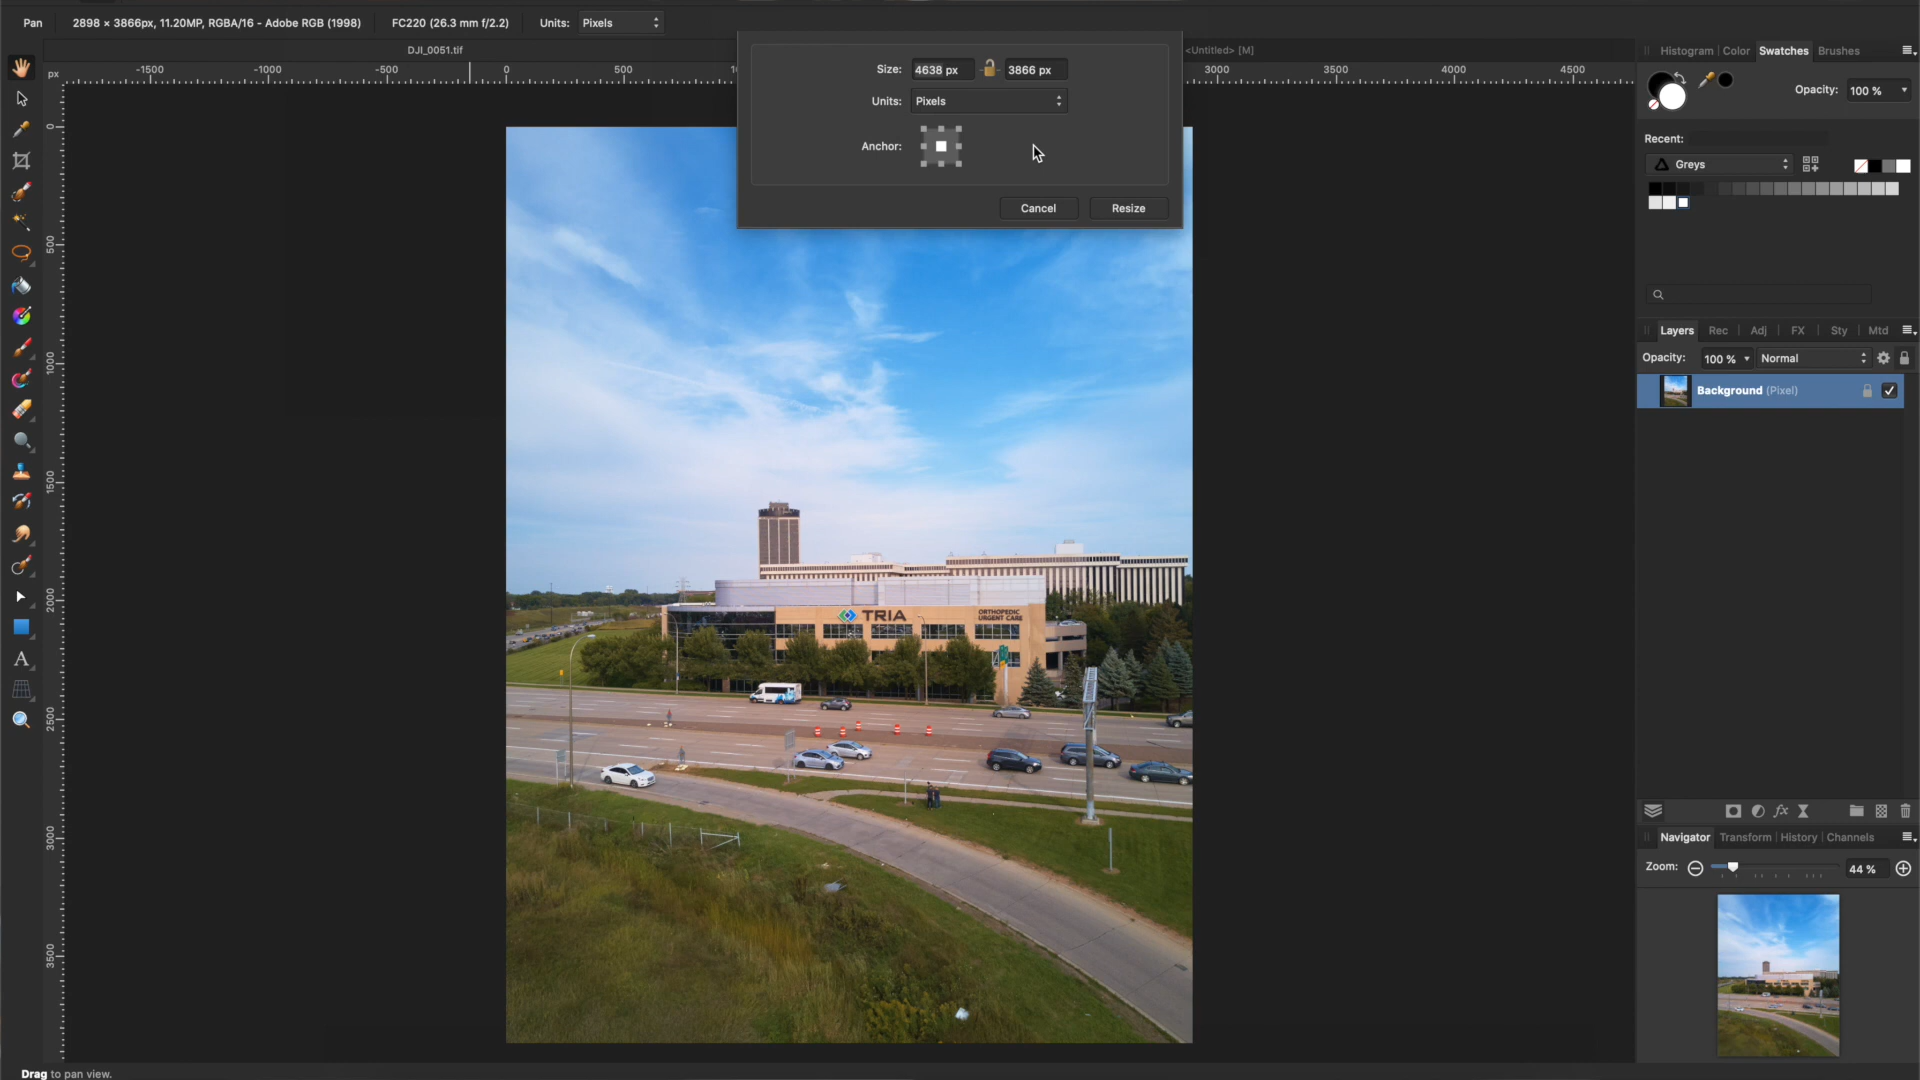 Pan
2898 × 3866px, 11.20MP, RGBA/16 - Adobe RGB (1998)
FC220 (26.3 mm f/2.2)
Units: Pixels
DJI_0051.tif
<Untitled> [M]
px
-1500 -1000 -500 0 500 3000 3500 4000 4500
0
500
1000
1500
2000
2500
3000
3500
Size: 4638 px 3866 px
Units: Pixels
Anchor:
Cancel Resize
TRIA
ORTHOPEDIC
URGENT CARE
Histogram Color Swatches Brushes
Opacity: 100 %
Recent:
Greys
Layers Rec Adj FX Sty Mtd
Opacity: 100 % Normal
Background (Pixel)
fx
Navigator Transform History Channels
Zoom: 44 %
A
Drag to pan view.